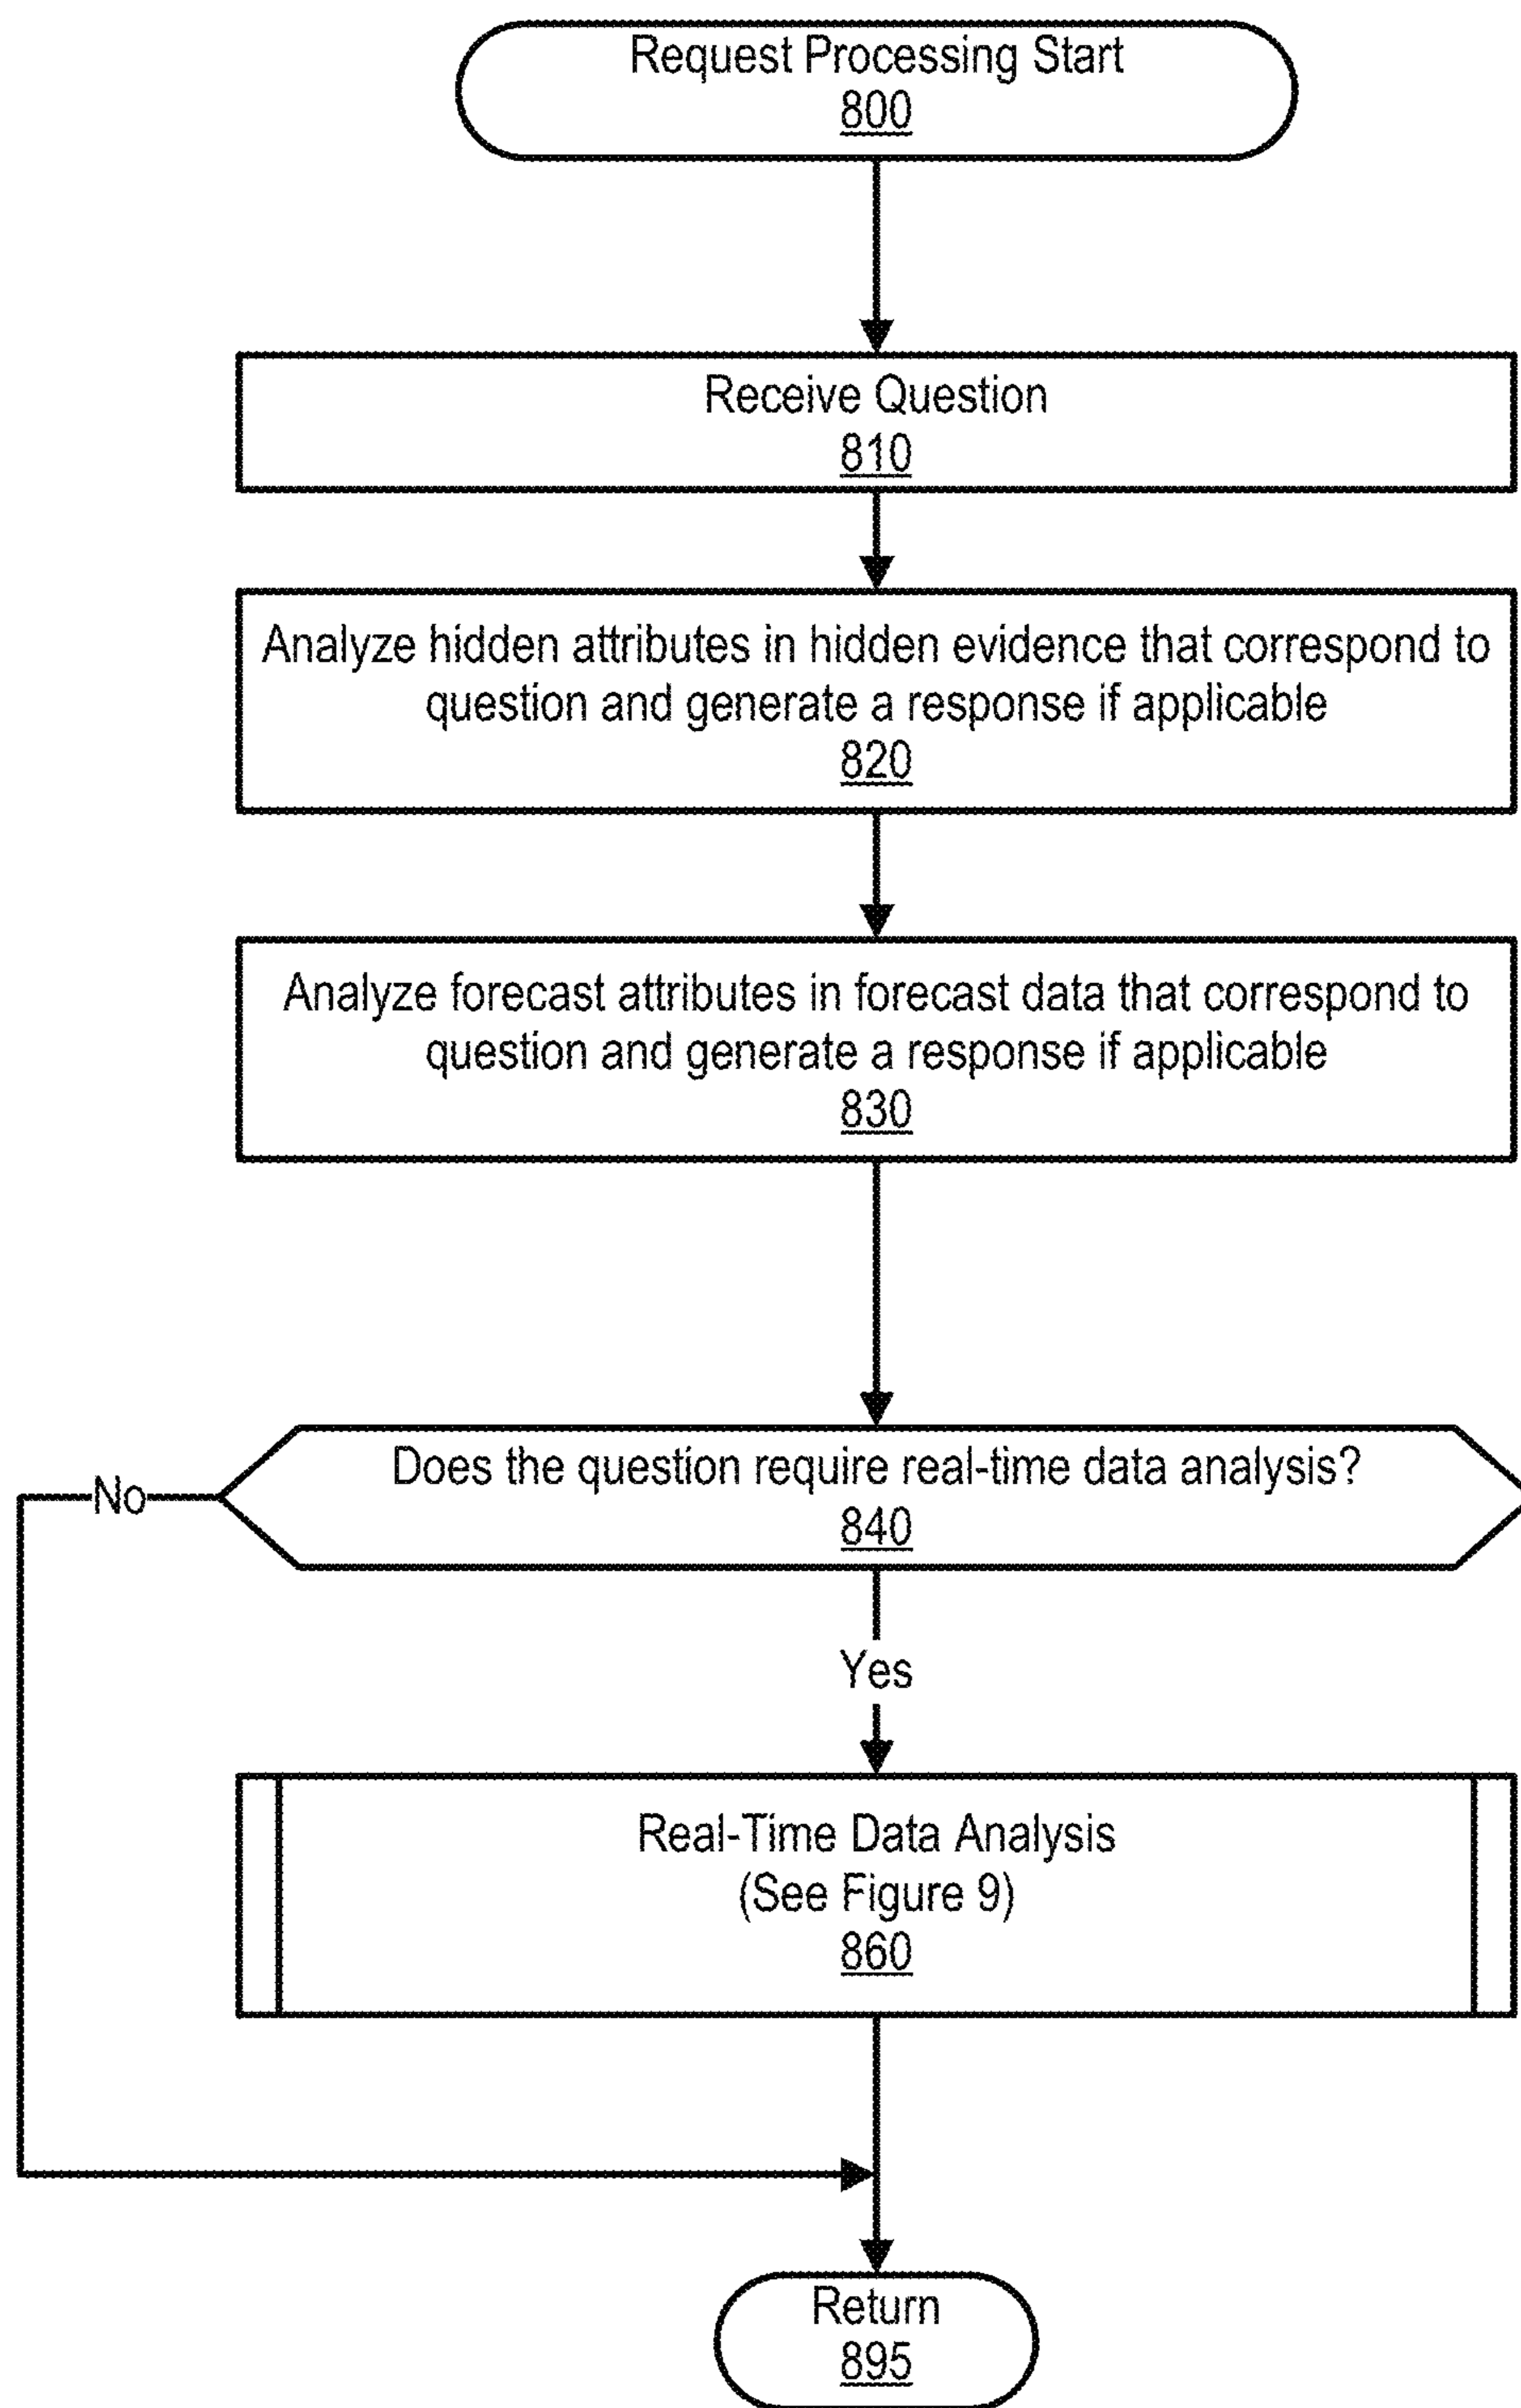 Request Processing Start
800
Receive Question
810
Analyze hidden attributes in hidden evidence that correspond to
question and generate a response if applicable
820
Analyze forecast attributes in forecast data that correspond to
question and generate a response if applicable
830
Does the question require real-time data analysis?
840
No
Yes
Real-Time Data Analysis
(See Figure 9)
860
Return
895